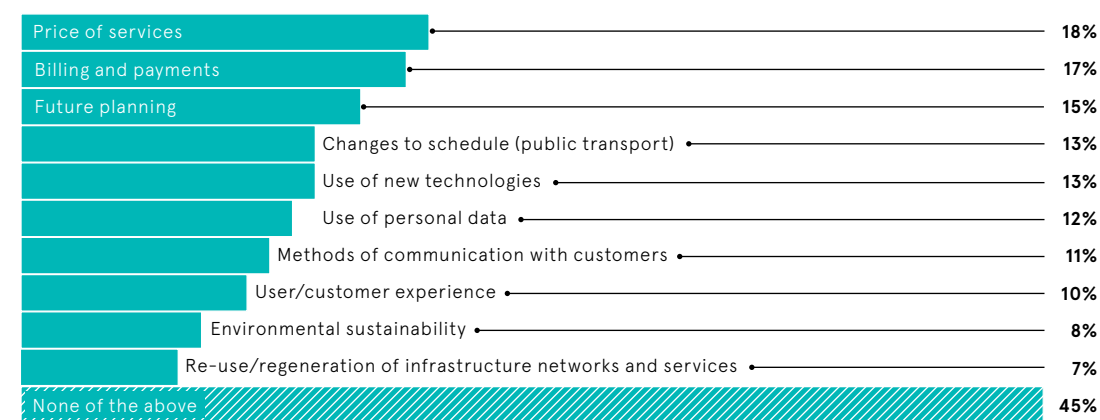 Price of services 18%
Billing and payments 17%
Future planning 15%
Changes to schedule (public transport) 13%
Use of new technologies 13%
Use of personal data 12%
Methods of communication with customers 11%
User/customer experience 10%
Environmental sustainability 8%
Re-use/regeneration of infrastructure networks and services 7%
None of the above 45%